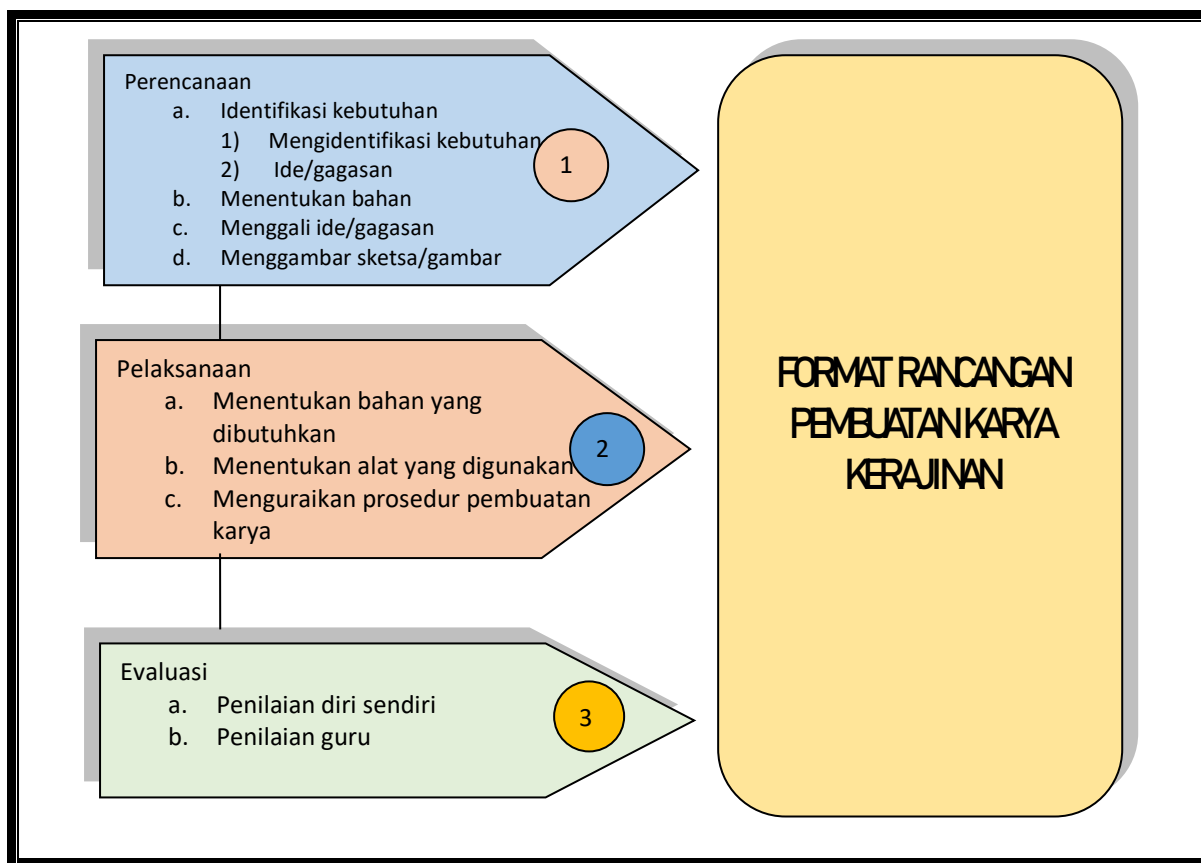 Perencanaan
a. Identifikasi kebutuhan
1) Mengidentifikasi kebutuhan
2) Ide/gagasan
b. Menentukan bahan
c. Menggali ide/gagasan
d. Menggambar sketsa/gambar
1
Pelaksanaan
a. Menentukan bahan yang
dibutuhkan
b. Menentukan alat yang digunakan
c. Menguraikan prosedur pembuatan
karya
2
Evaluasi
a. Penilaian diri sendiri
b. Penilaian guru
3
FORMAT RANCANGAN
PEMBUATAN KARYA
KERAJINAN